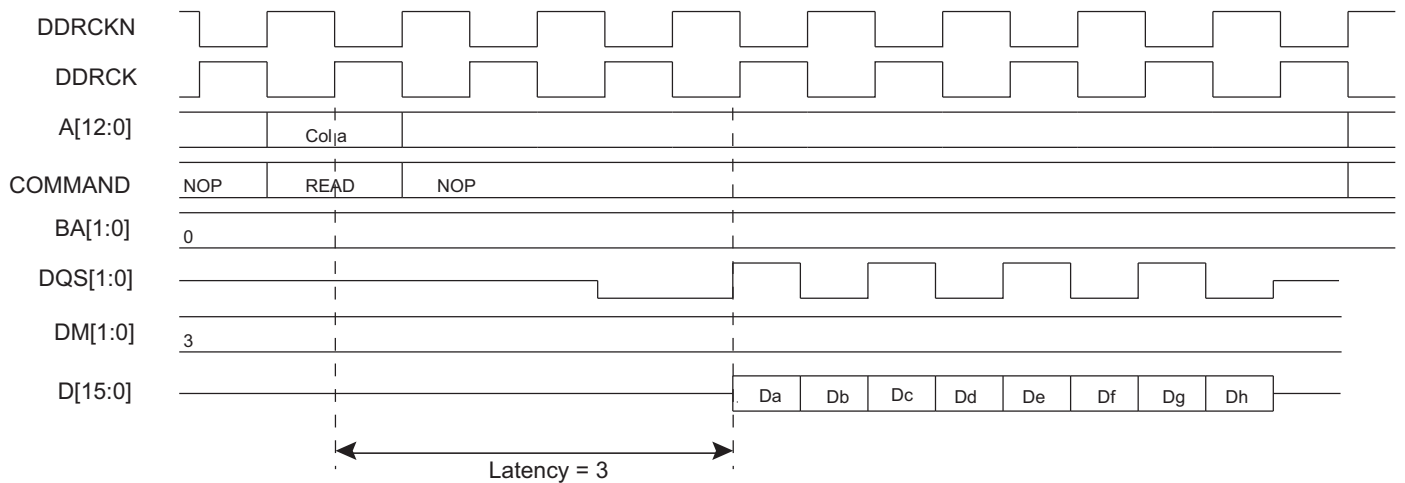 DDRCKN
DDRCK
A[12:0] Col a
COMMAND NOP READ NOP
BA[1:0] 0
DQS[1:0]
DM[1:0] 3
D[15:0] Da Db Dc Dd De Df Dg Dh
Latency = 3